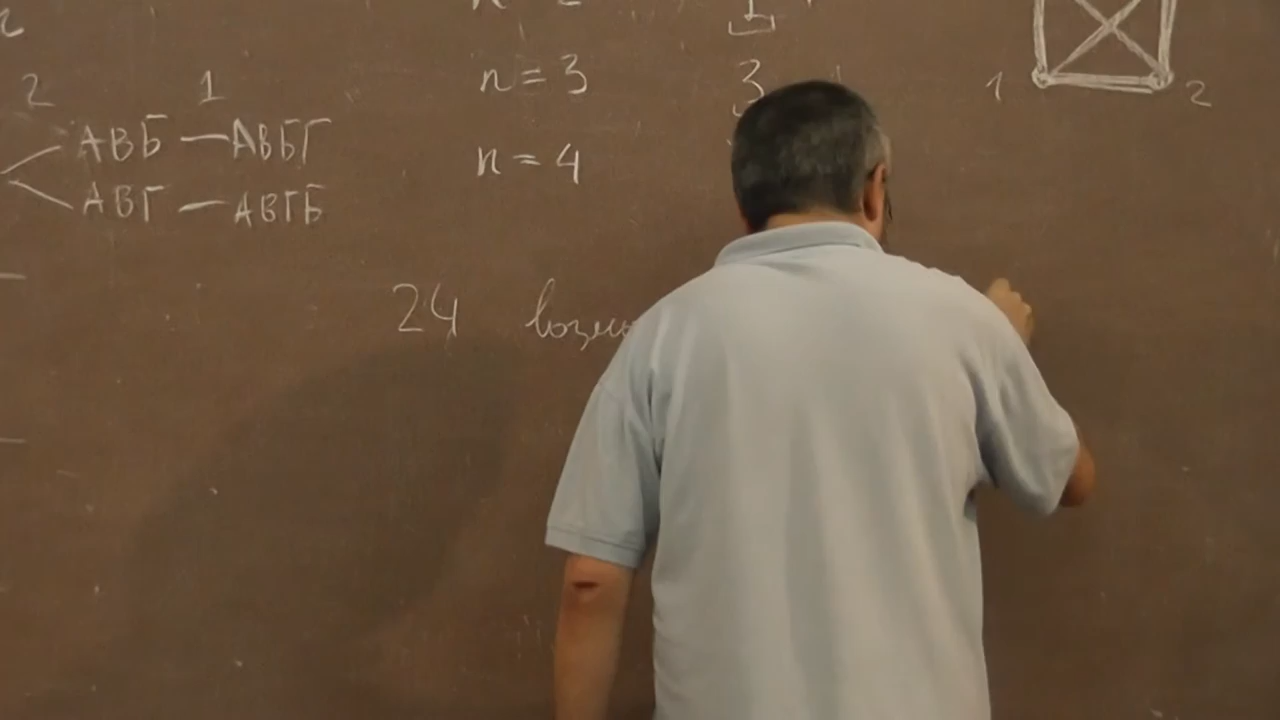 2 1
АВБ — АВБГ
АВГ — АВГБ
n = 3 3
n = 4
24
1 2